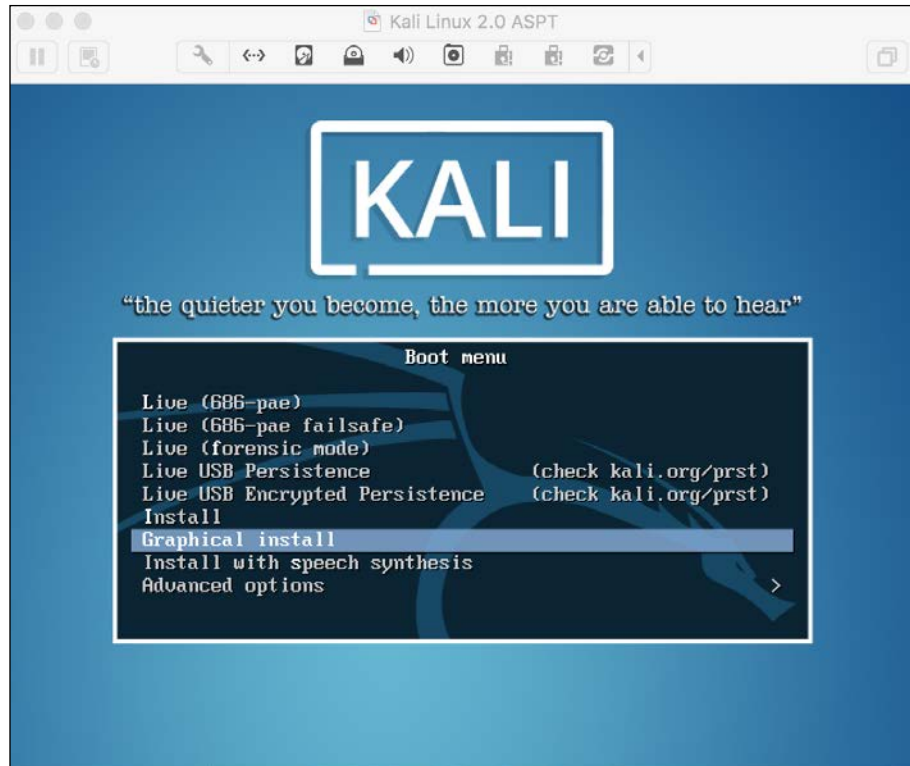 Kali Linux 2.0 ASPT
KALI
“the quieter you become, the more you are able to hear”
Boot menu
Live (686-pae)
Live (686-pae failsafe)
Live (forensic mode)
Live USB Persistence (check kali.org/prst)
Live USB Encrypted Persistence (check kali.org/prst)
Install
Graphical install
Install with speech synthesis
Advanced options >